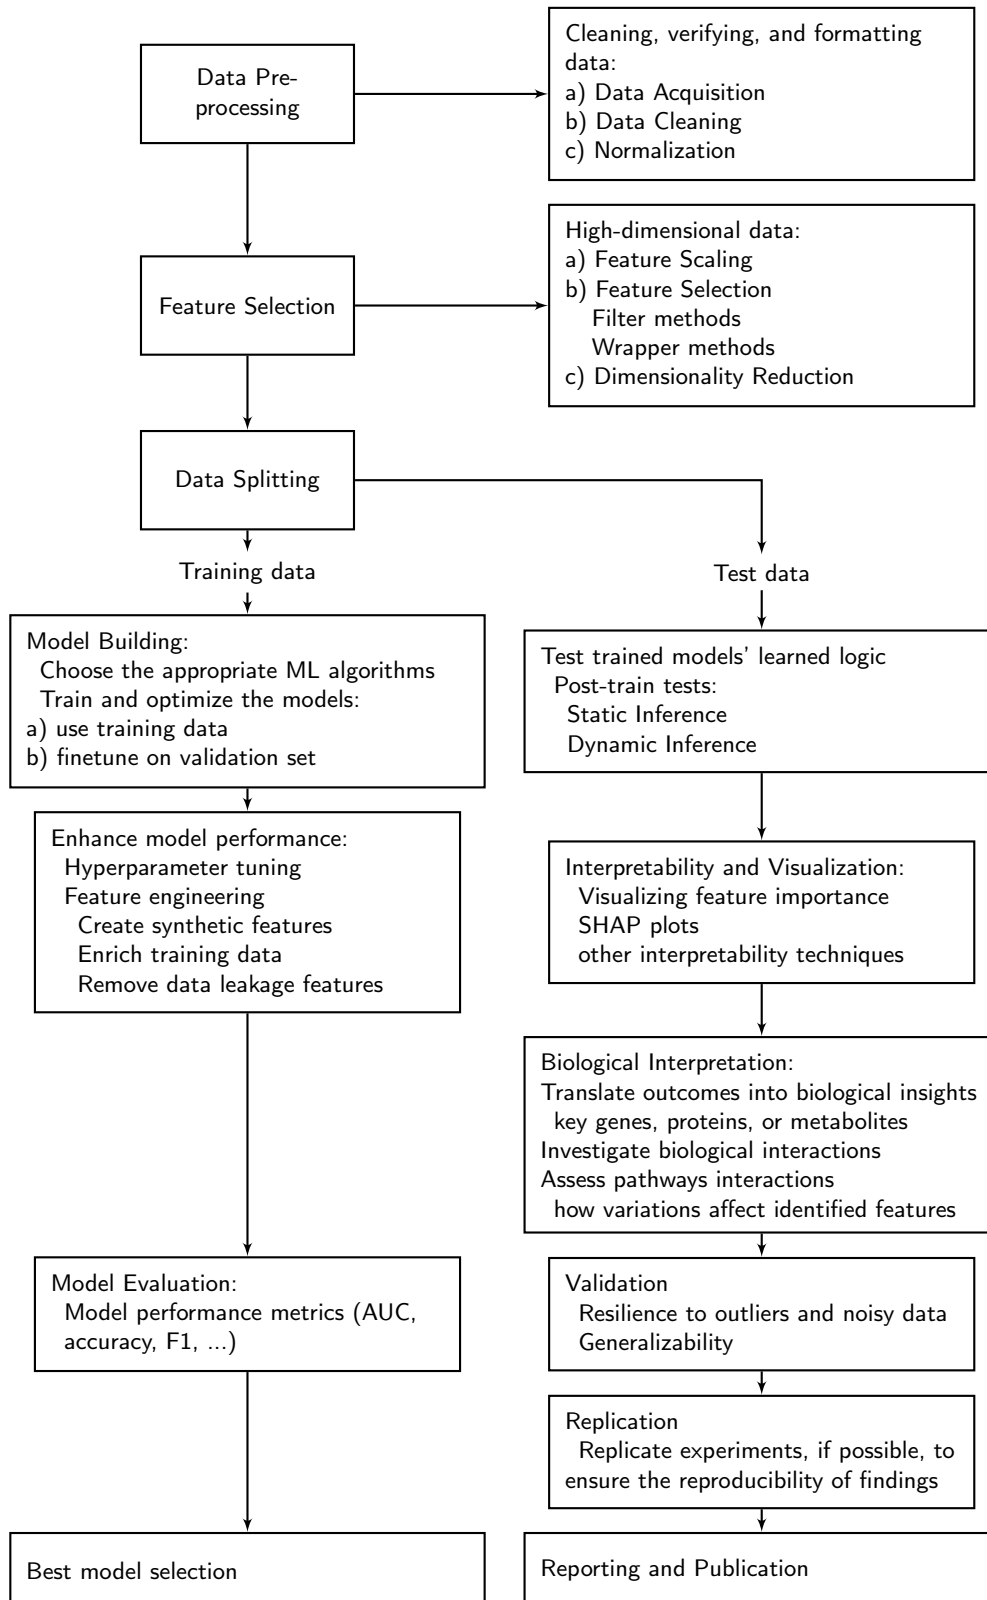 Data Pre-
processing
Cleaning, verifying, and formatting
data:
a) Data Acquisition
b) Data Cleaning
c) Normalization
Feature Selection
High-dimensional data:
a) Feature Scaling
b) Feature Selection
Filter methods
Wrapper methods
c) Dimensionality Reduction
Data Splitting
Training data
Model Building:
Choose the appropriate ML algorithms
Train and optimize the models:
a) use training data
b) finetune on validation set
Enhance model performance:
Hyperparameter tuning
Feature engineering
Create synthetic features
Enrich training data
Remove data leakage features
Model Evaluation:
Model performance metrics (AUC,
accuracy, F1, ...)
Best model selection
Test data
Test trained models' learned logic
Post-train tests:
Static Inference
Dynamic Inference
Interpretability and Visualization:
Visualizing feature importance
SHAP plots
other interpretability techniques
Biological Interpretation:
Translate outcomes into biological insights
key genes, proteins, or metabolites
Investigate biological interactions
Assess pathways interactions
how variations affect identified features
Validation
Resilience to outliers and noisy data
Generalizability
Replication
Replicate experiments, if possible, to
ensure the reproducibility of findings
Reporting and Publication